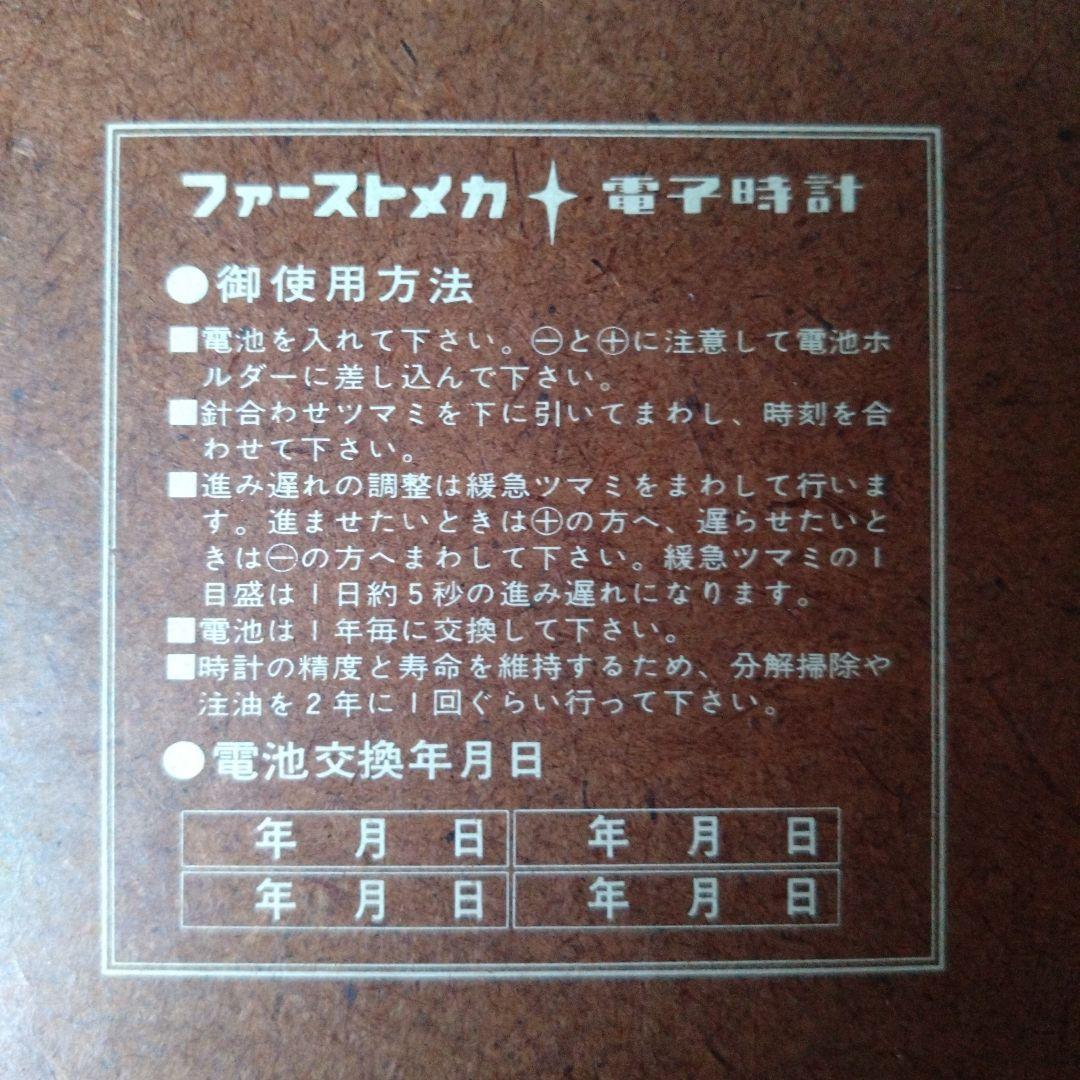 ファーストメカ 電子時計
●御使用方法
■電池を入れて下さい。㊀と⊕に注意して電池ホ
ルダーに差し込んで下さい。
■針合わせツマミを下に引いてまわし、時刻を合
わせて下さい。
■進み遅れの調整は緩急ツマミをまわして行いま
す。進ませたいときは⊕の方へ、遅らせたいと
きは㊀の方へまわして下さい。緩急ツマミの1
目盛は1日約5秒の進み遅れになります。
■電池は1年毎に交換して下さい。
■時計の精度と寿命を維持するため、分解掃除や
注油を2年に1回ぐらい行って下さい。
●電池交換年月日
年 月 日 年 月 日
年 月 日 年 月 日